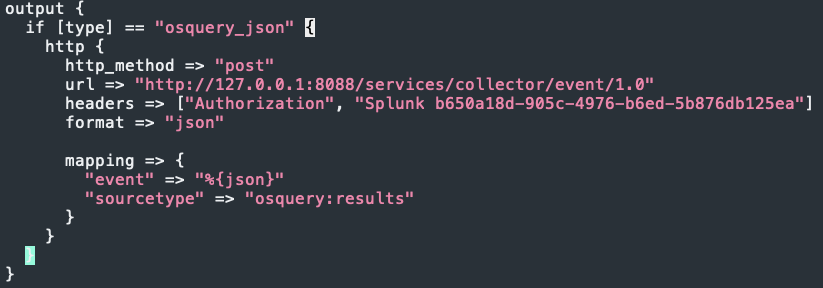 output {
  if [type] == "osquery_json" {
    http {
      http_method => "post"
      url => "http://127.0.0.1:8088/services/collector/event/1.0"
      headers => ["Authorization", "Splunk b650a18d-905c-4976-b6ed-5b876db125ea"]
      format => "json"

      mapping => {
        "event" => "%{json}"
        "sourcetype" => "osquery:results"
      }
    }
  }
}